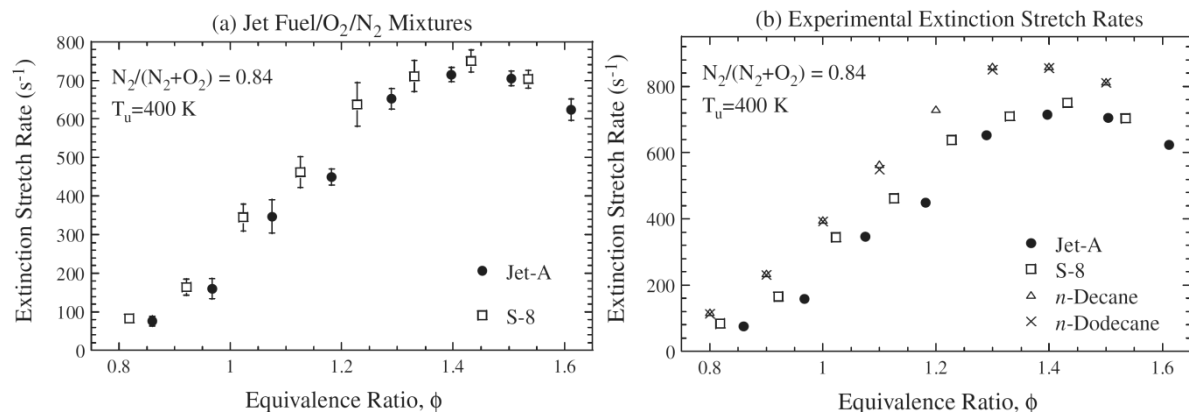 (a) Jet Fuel/O₂/N₂ Mixtures
N₂/(N₂+O₂) = 0.84
Tᵤ=400 K
Extinction Stretch Rate (s⁻¹)
800
700
600
500
400
300
200
100
0
Jet-A
S-8
0.8
1
1.2
1.4
1.6
Equivalence Ratio, ϕ
(b) Experimental Extinction Stretch Rates
N₂/(N₂+O₂) = 0.84
Tᵤ=400 K
Extinction Stretch Rate (s⁻¹)
800
600
400
200
0
Jet-A
S-8
n-Decane
n-Dodecane
0.8
1
1.2
1.4
1.6
Equivalence Ratio, ϕ